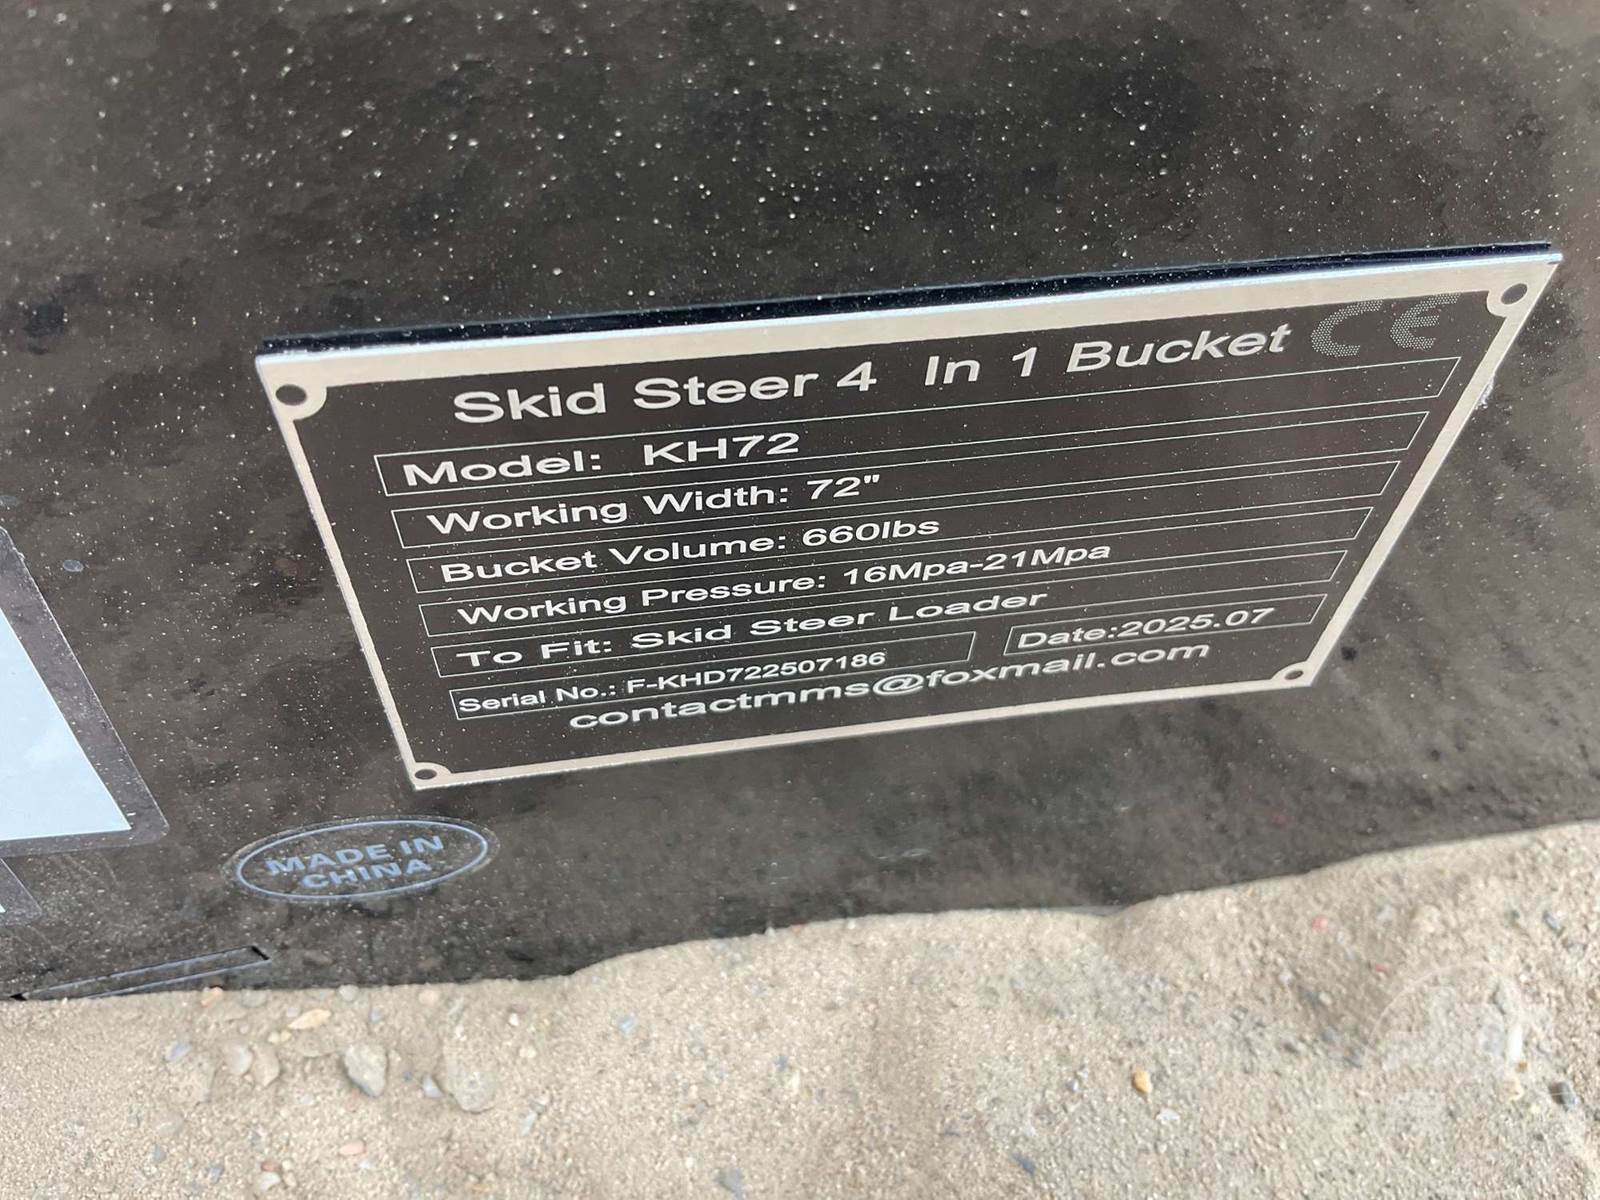 Skid Steer 4 In 1 Bucket CE
Model: KH72
Working Width: 72"
Bucket Volume: 660lbs
Working Pressure: 16Mpa-21Mpa
To Fit: Skid Steer Loader
Serial No.: F-KHD722507186
Date:2025.07
contactmms@foxmail.com
MADE IN
CHINA